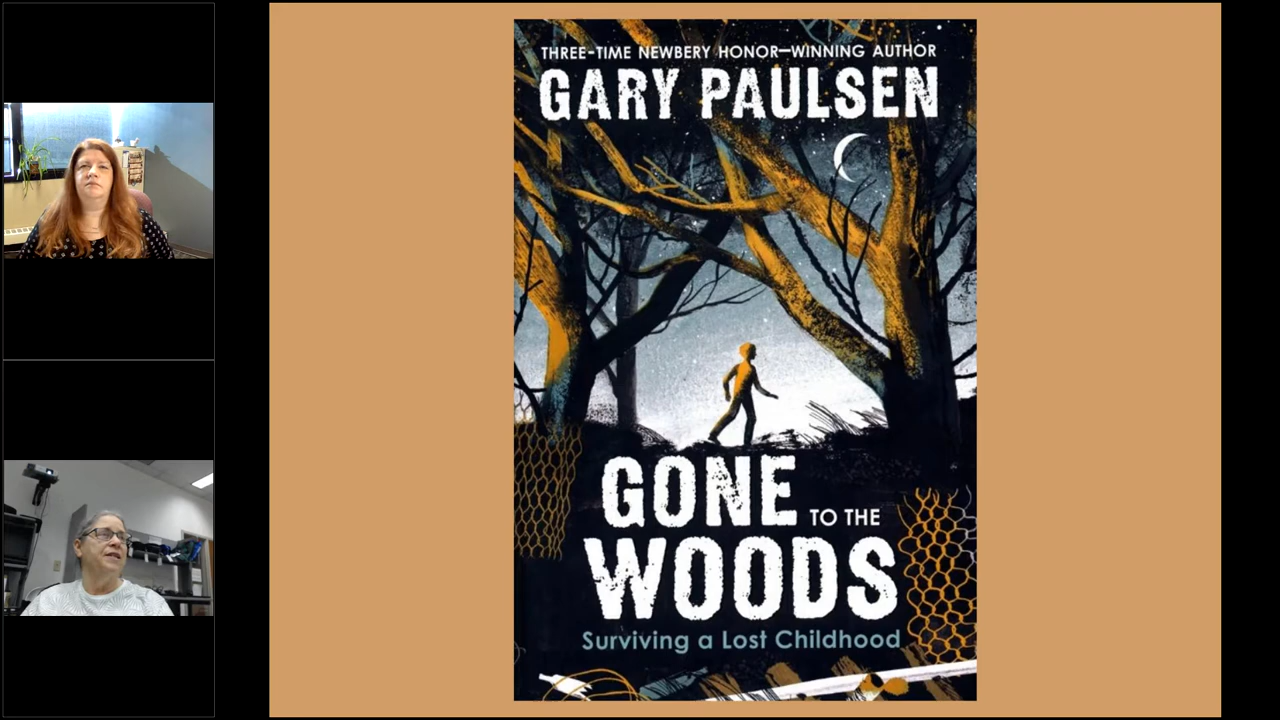 THREE-TIME NEWBERY HONOR–WINNING AUTHOR
GARY PAULSEN
GONE TO THE
WOODS
Surviving a Lost Childhood